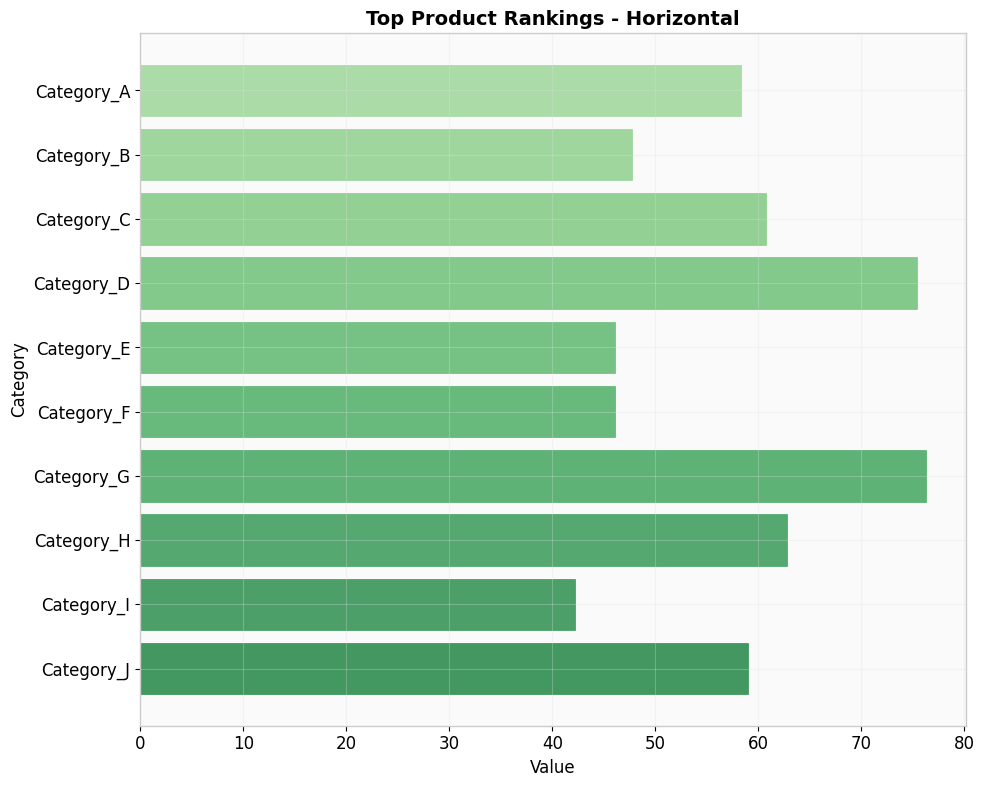 Top Product Rankings - Horizontal
Category_A
Category_B
Category_C
Category_D
Category_E
Category_F
Category_G
Category_H
Category_I
Category_J
Category
0 10 20 30 40 50 60 70 80
Value